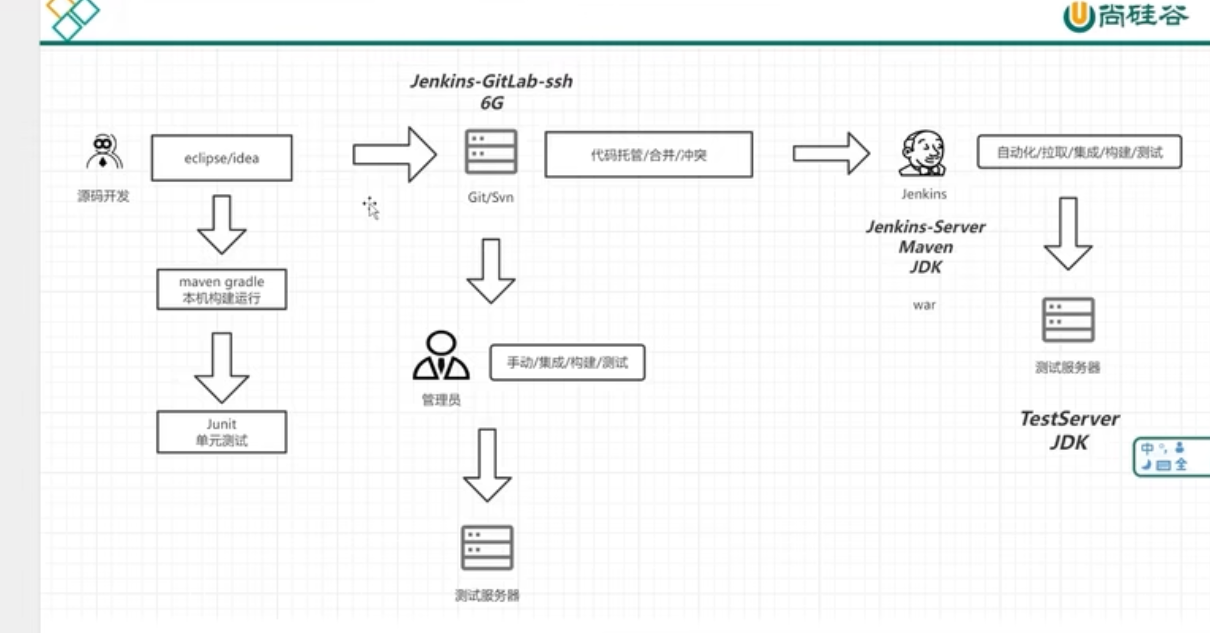 尚硅谷
Jenkins-GitLab-ssh
6G
eclipse/idea
代码托管/合并/冲突
自动化/拉取/集成/构建/测试
源码开发
Git/Svn
Jenkins
Jenkins-Server
Maven
JDK
war
maven gradle
本机构建运行
手动/集成/构建/测试
管理员
测试服务器
Junit
单元测试
TestServer
JDK
中
全
测试服务器